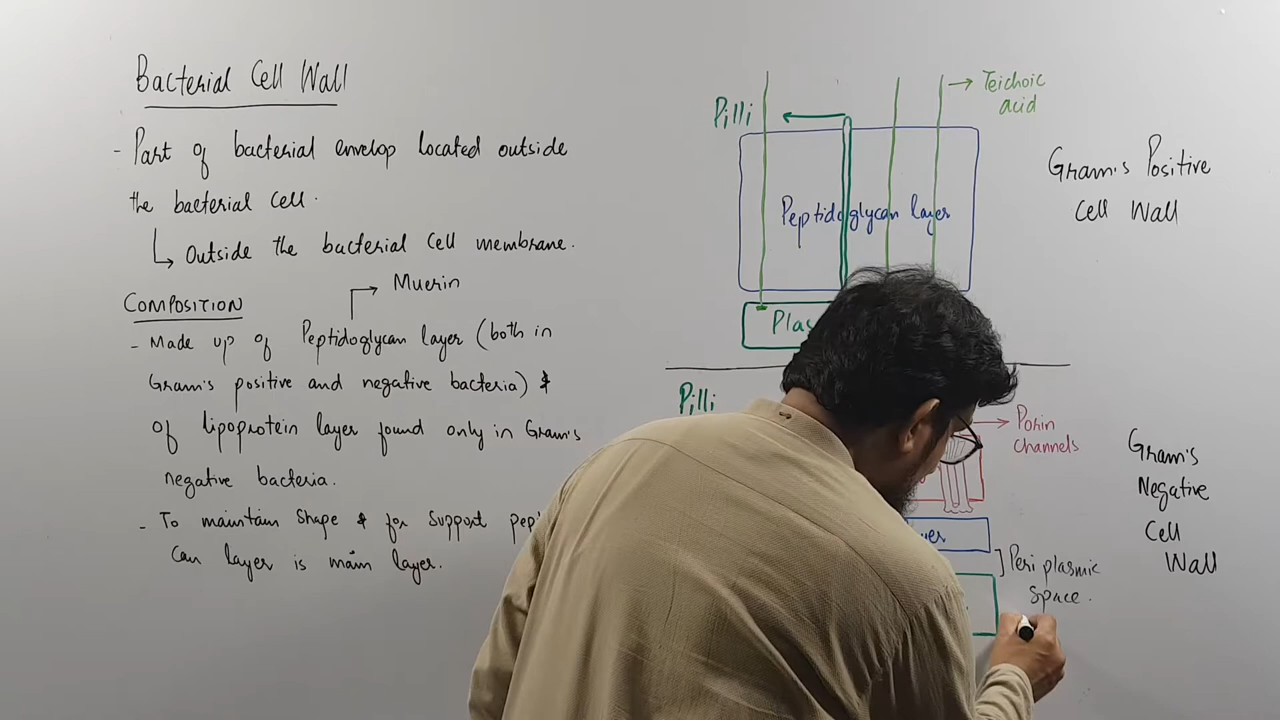 Bacterial Cell Wall
- Part of bacterial envelop located outside
the bacterial cell.
Outside the bacterial cell membrane.
Muerin
COMPOSITION
- Made up of Peptidoglycan layer (both in
Gram's positive and negative bacteria) &
of lipoprotein layer found only in Gram's
negative bacteria.
- To maintain Shape & for Support
can layer is main layer.
Pilli
Teichoic
acid
Peptidoglycan layer
Gram's Positive
Cell Wall
Pilli
Porin
channels
Peri plasmic
Space.
Gram's
Negative
Cell
Wall